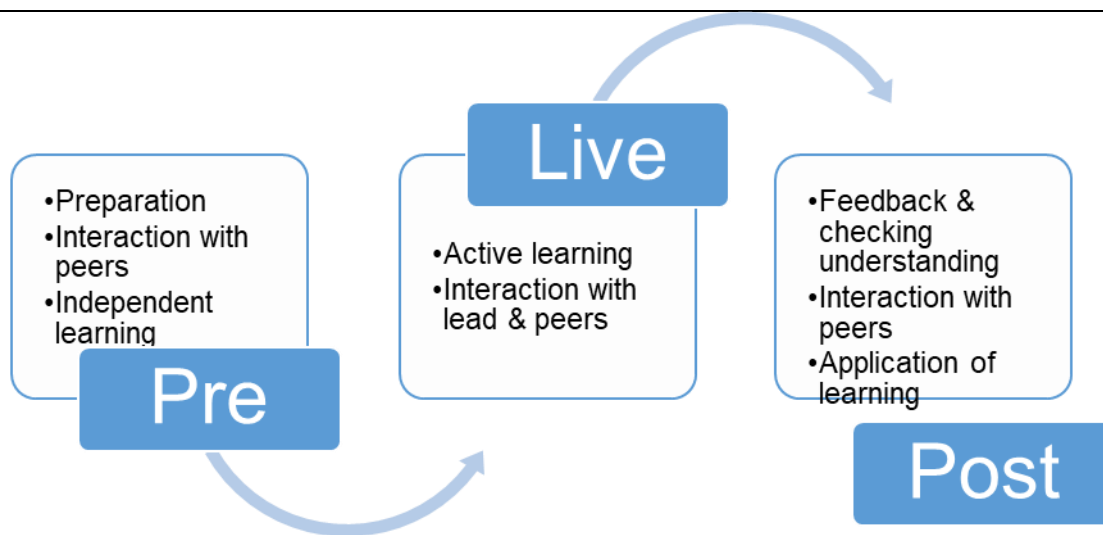 •Preparation
•Interaction with
peers
•Independent
learning
Pre
Live
•Active learning
•Interaction with
lead & peers
•Feedback &
checking
understanding
•Interaction with
peers
•Application of
learning
Post